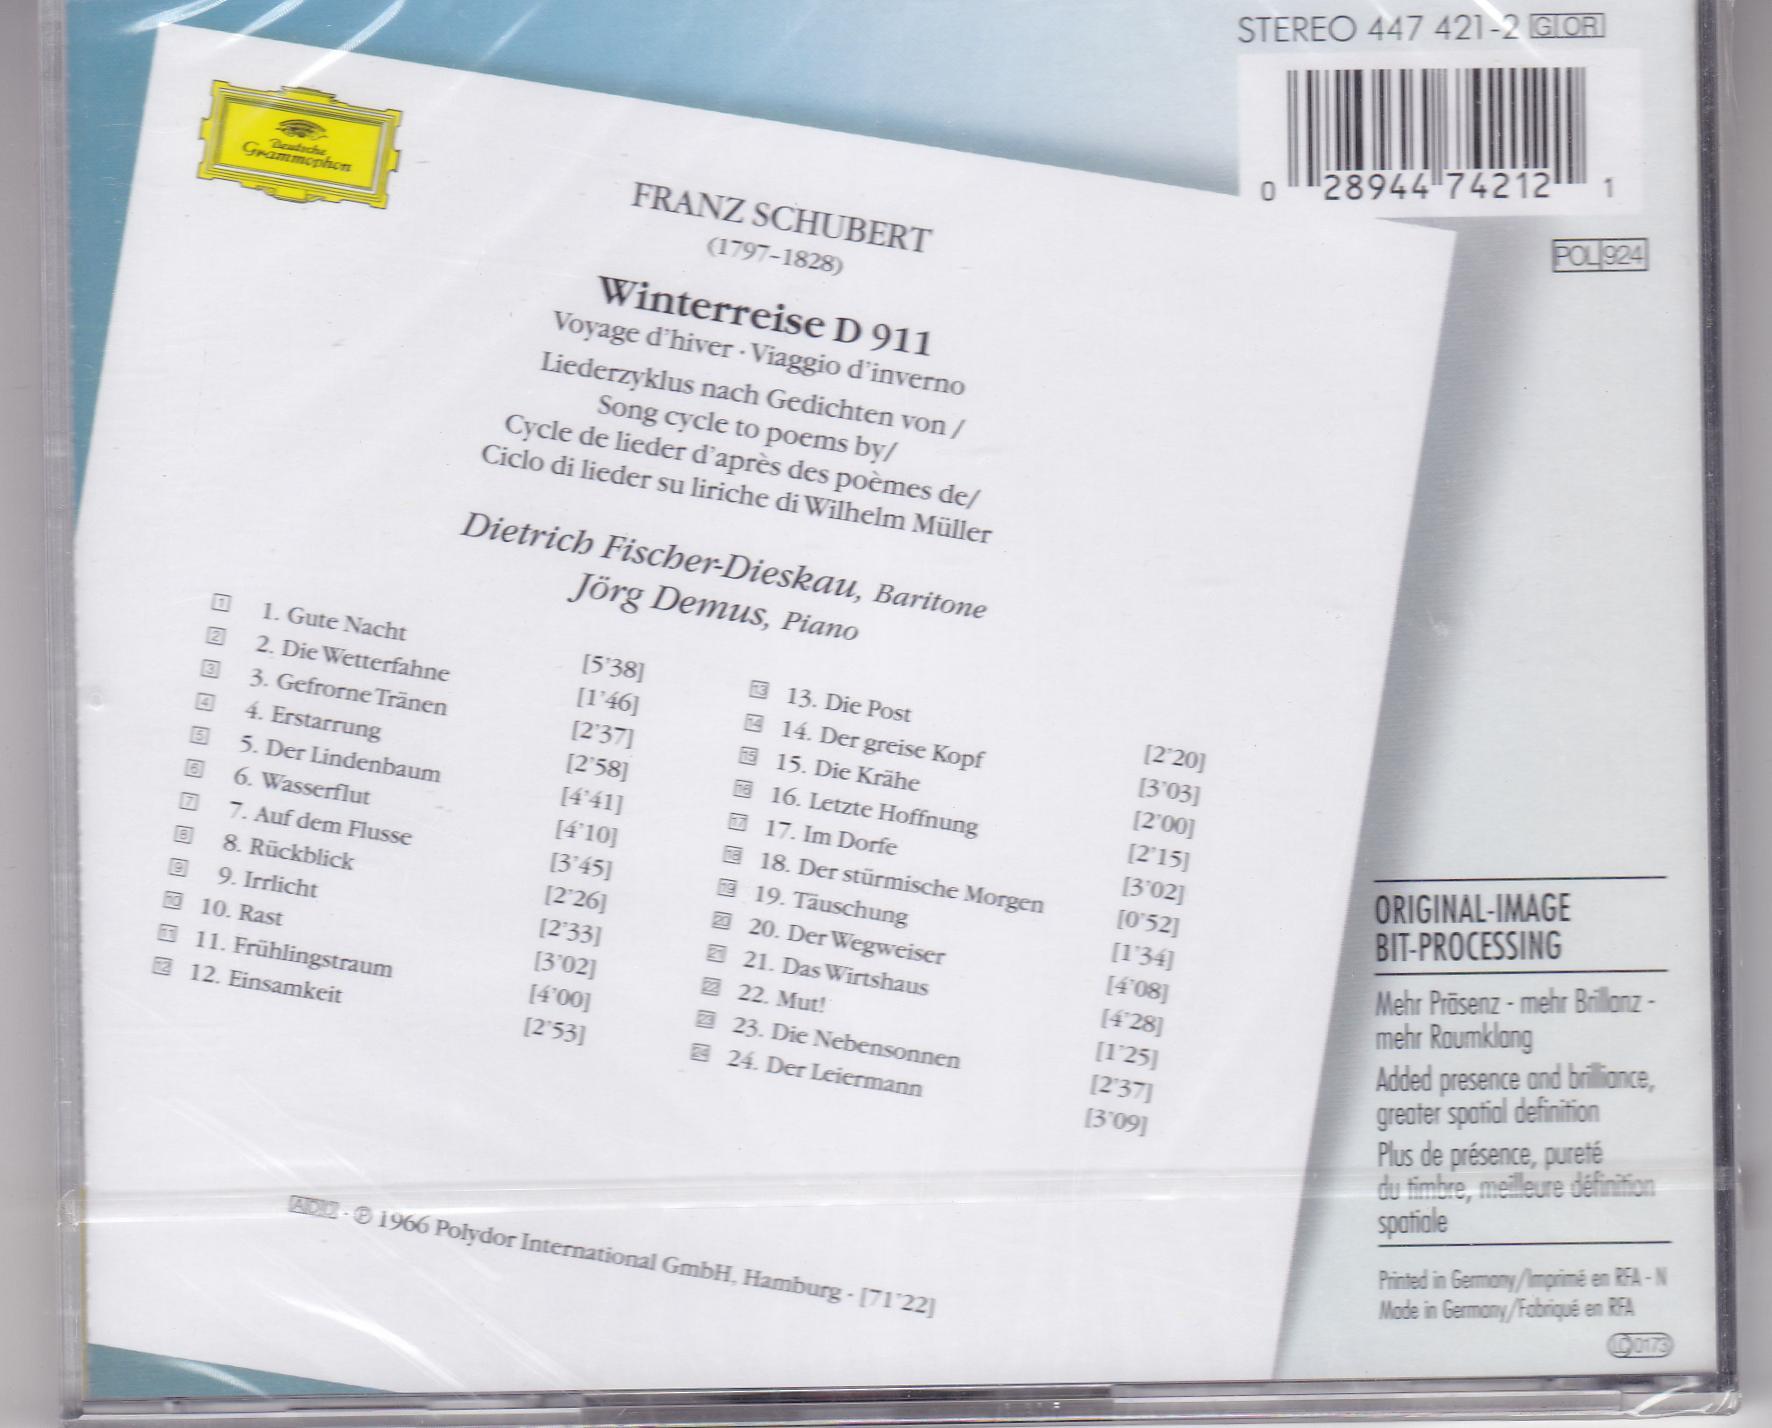 STEREO 447 421-2 G OR
0 28944 74212 1
POL 924
Deutsche
Grammophon
FRANZ SCHUBERT
(1797–1828)
Winterreise D 911
Voyage d'hiver · Viaggio d'inverno
Liederzyklus nach Gedichten von /
Song cycle to poems by/
Cycle de lieder d'après des poèmes de/
Ciclo di lieder su liriche di Wilhelm Müller
Dietrich Fischer-Dieskau, Baritone
Jörg Demus, Piano
1 1. Gute Nacht [5'38]
2 2. Die Wetterfahne [1'46]
3 3. Gefrorne Tränen [2'37]
4 4. Erstarrung [2'58]
5 5. Der Lindenbaum [4'41]
6 6. Wasserflut [4'10]
7 7. Auf dem Flusse [3'45]
8 8. Rückblick [2'26]
9 9. Irrlicht [2'33]
10 10. Rast [3'02]
11 11. Frühlingstraum [4'00]
12 12. Einsamkeit [2'53]
13 13. Die Post [2'20]
14 14. Der greise Kopf [3'03]
15 15. Die Krähe [2'00]
16 16. Letzte Hoffnung [2'15]
17 17. Im Dorfe [3'02]
18 18. Der stürmische Morgen [0'52]
19 19. Täuschung [1'34]
20 20. Der Wegweiser [4'08]
21 21. Das Wirtshaus [4'28]
22 22. Mut! [1'25]
23 23. Die Nebensonnen [2'37]
24 24. Der Leiermann [3'09]
ADD · ℗ 1966 Polydor International GmbH, Hamburg - [71'22]
ORIGINAL-IMAGE
BIT-PROCESSING
Mehr Präsenz - mehr Brillanz -
mehr Raumklang
Added presence and brilliance,
greater spatial definition
Plus de présence, pureté
du timbre, meilleure définition
spatiale
Printed in Germany/Imprimé en RFA - N
Made in Germany/Fabriqué en RFA
LC 0173